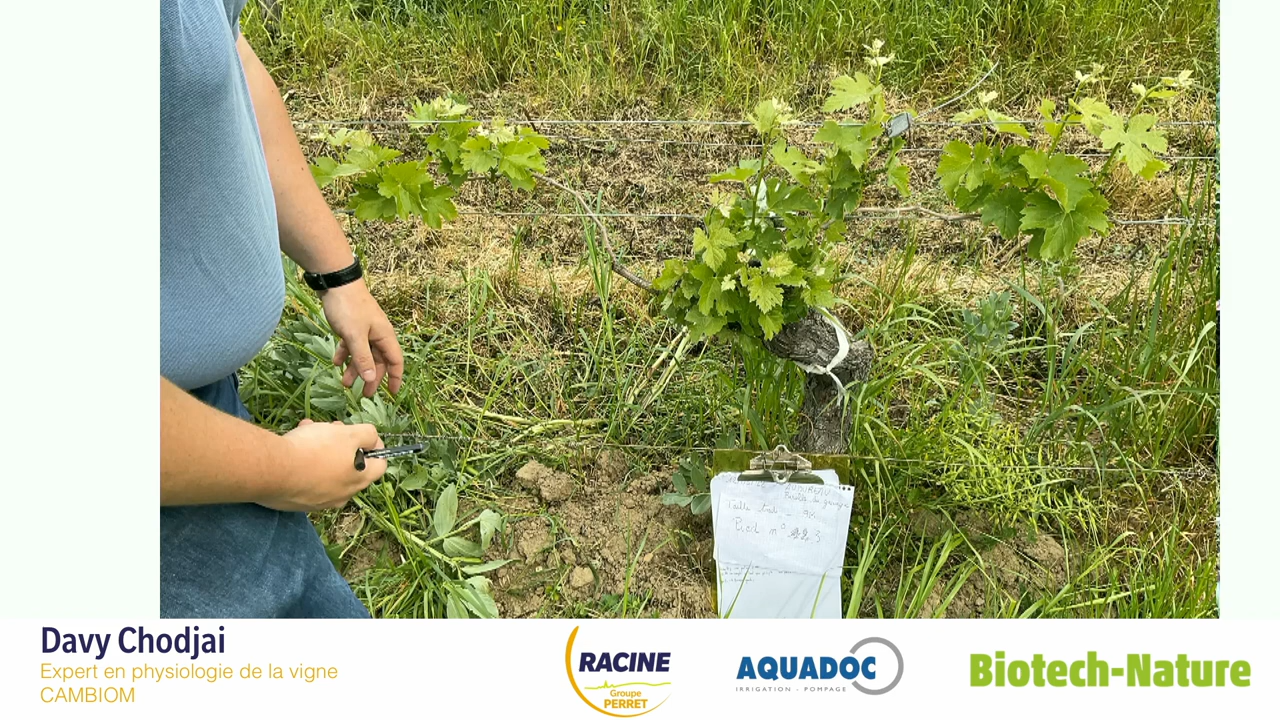 Taille
Pied n° 3
Davy Chodjai
Expert en physiologie de la vigne
CAMBIOM
RACINE
Groupe
PERRET
AQUADOC
IRRIGATION - POMPAGE
Biotech-Nature